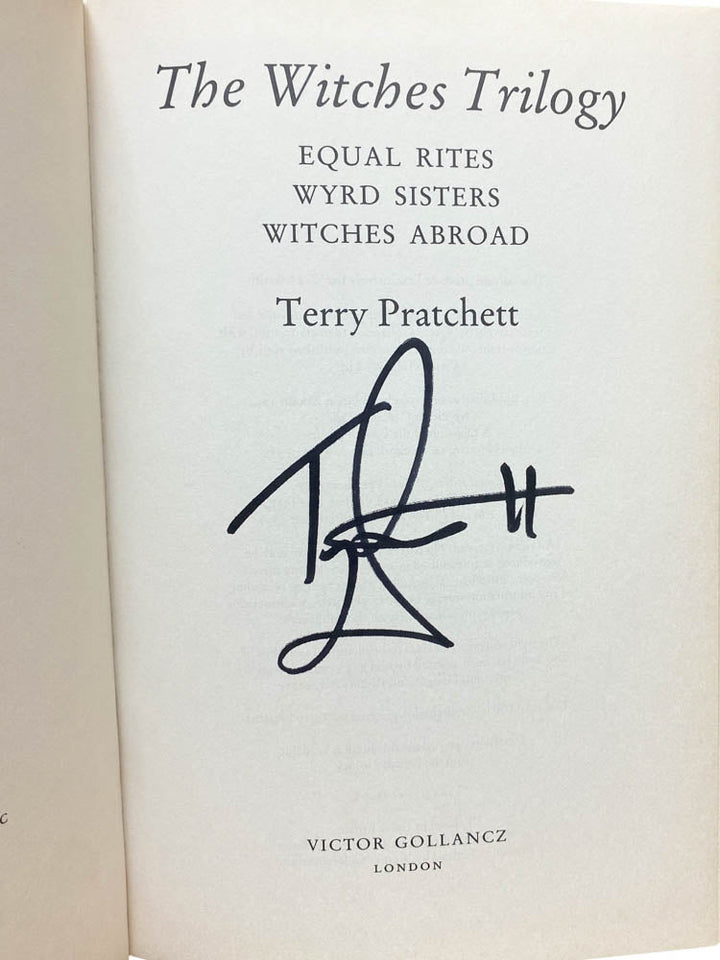 The Witches Trilogy
EQUAL RITES
WYRD SISTERS
WITCHES ABROAD
Terry Pratchett
VICTOR GOLLANCZ
LONDON
c